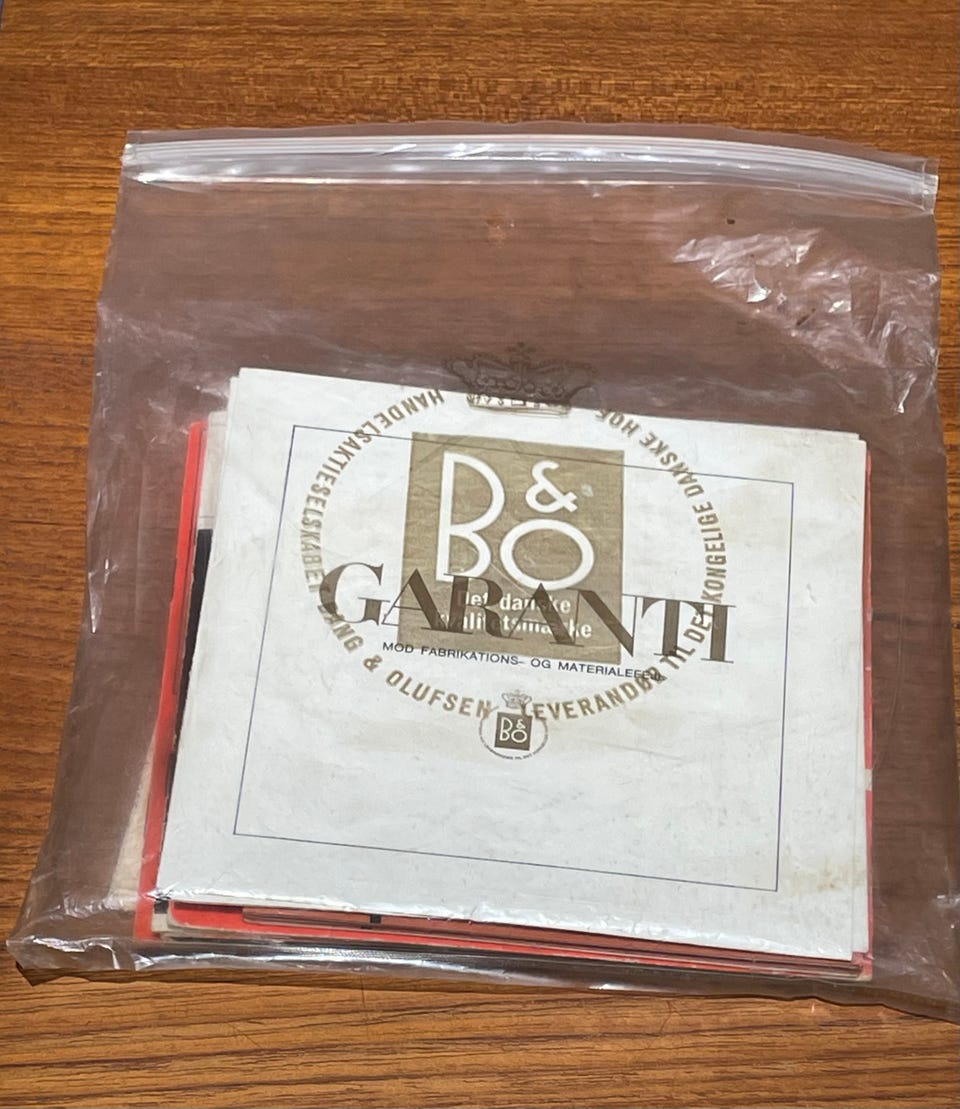 HANDELSAKTIESELSKABET BANG & OLUFSEN LEVERANDØR TIL DET KONGELIGE DANSKE HOF
B&O
Det danske
kvalitetsmærke
GARANTI
MOD FABRIKATIONS- OG MATERIALEFEJL
B&O